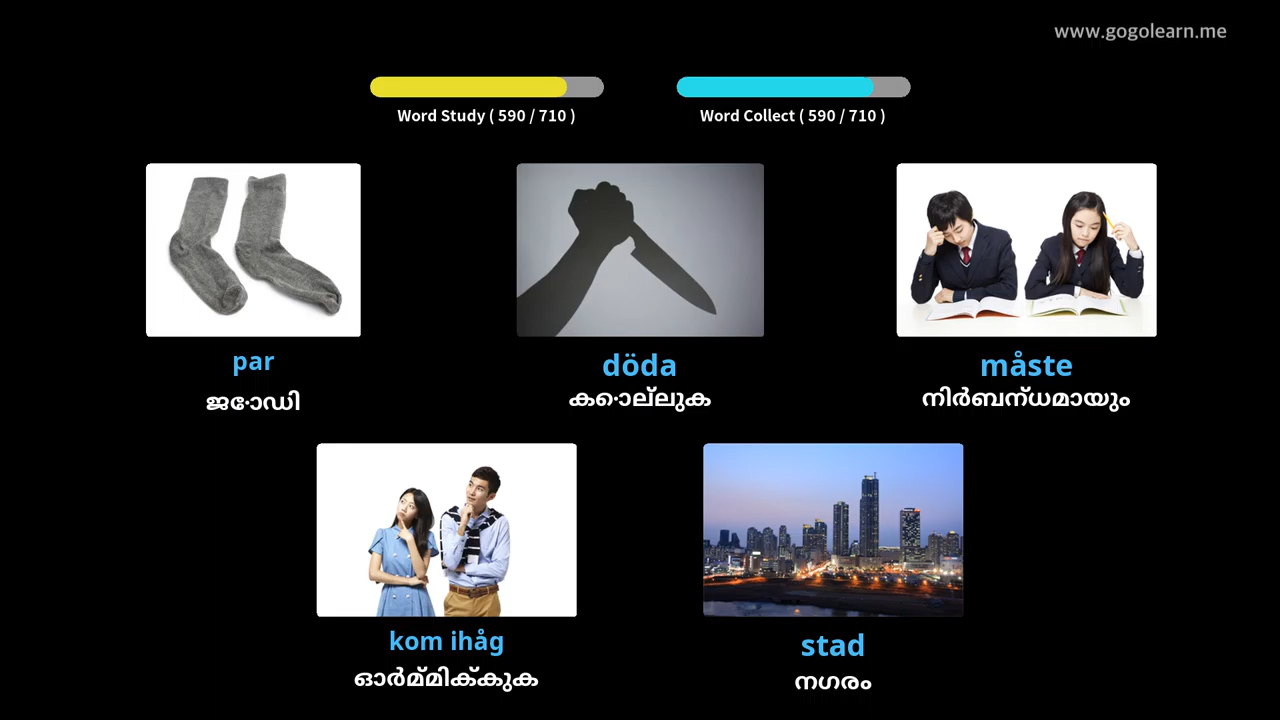 www.gogolearn.me
Word Study ( 590 / 710 )
Word Collect ( 590 / 710 )
par
döda
måste
ജോഡി
കൊല്ലുക
നിർബന്ധമായും
kom ihåg
stad
ഓർമ്മിക്കുക
നഗരം